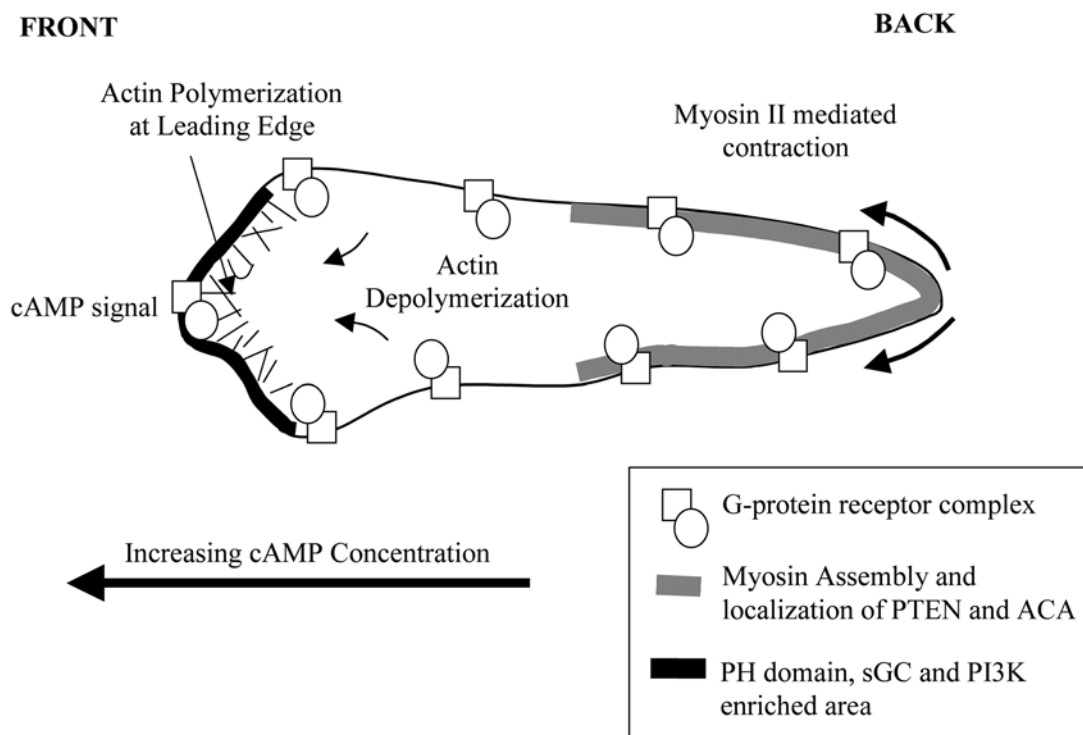 FRONT
BACK
Actin Polymerization
at Leading Edge
Myosin II mediated
contraction
cAMP signal
Actin
Depolymerization
Increasing cAMP Concentration
G-protein receptor complex
Myosin Assembly and
localization of PTEN and ACA
PH domain, sGC and PI3K
enriched area